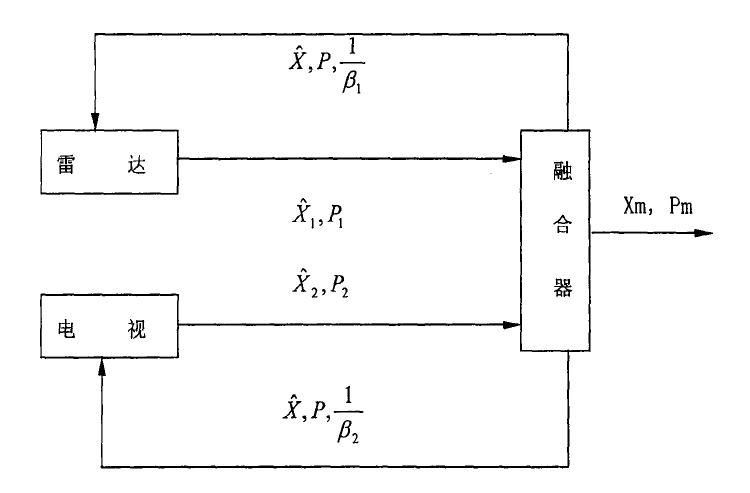 X̂, P, 1/β₁
雷 达
融合器
X̂₁, P₁
Xm, Pm
X̂₂, P₂
电 视
X̂, P, 1/β₂